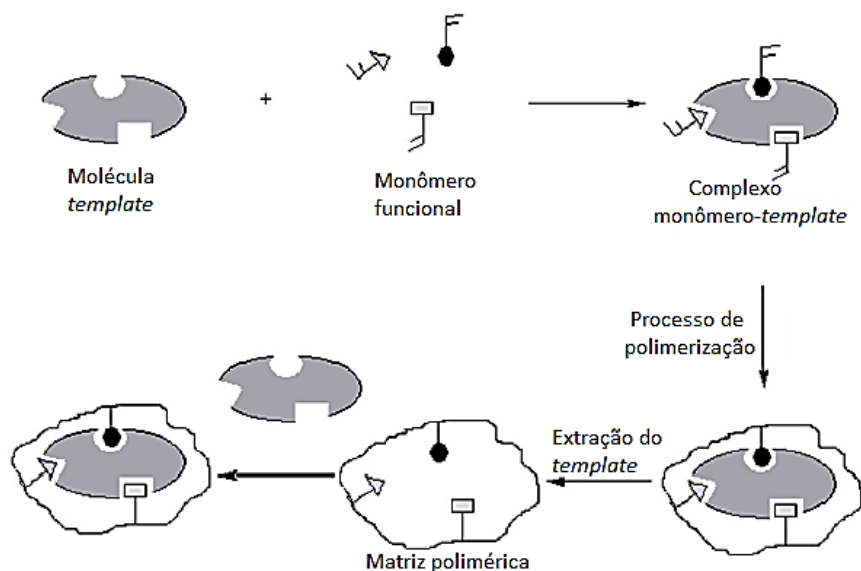 +
Molécula
template
Monômero
funcional
Complexo
monômero-template
Processo de
polimerização
Extração do
template
Matriz polimérica